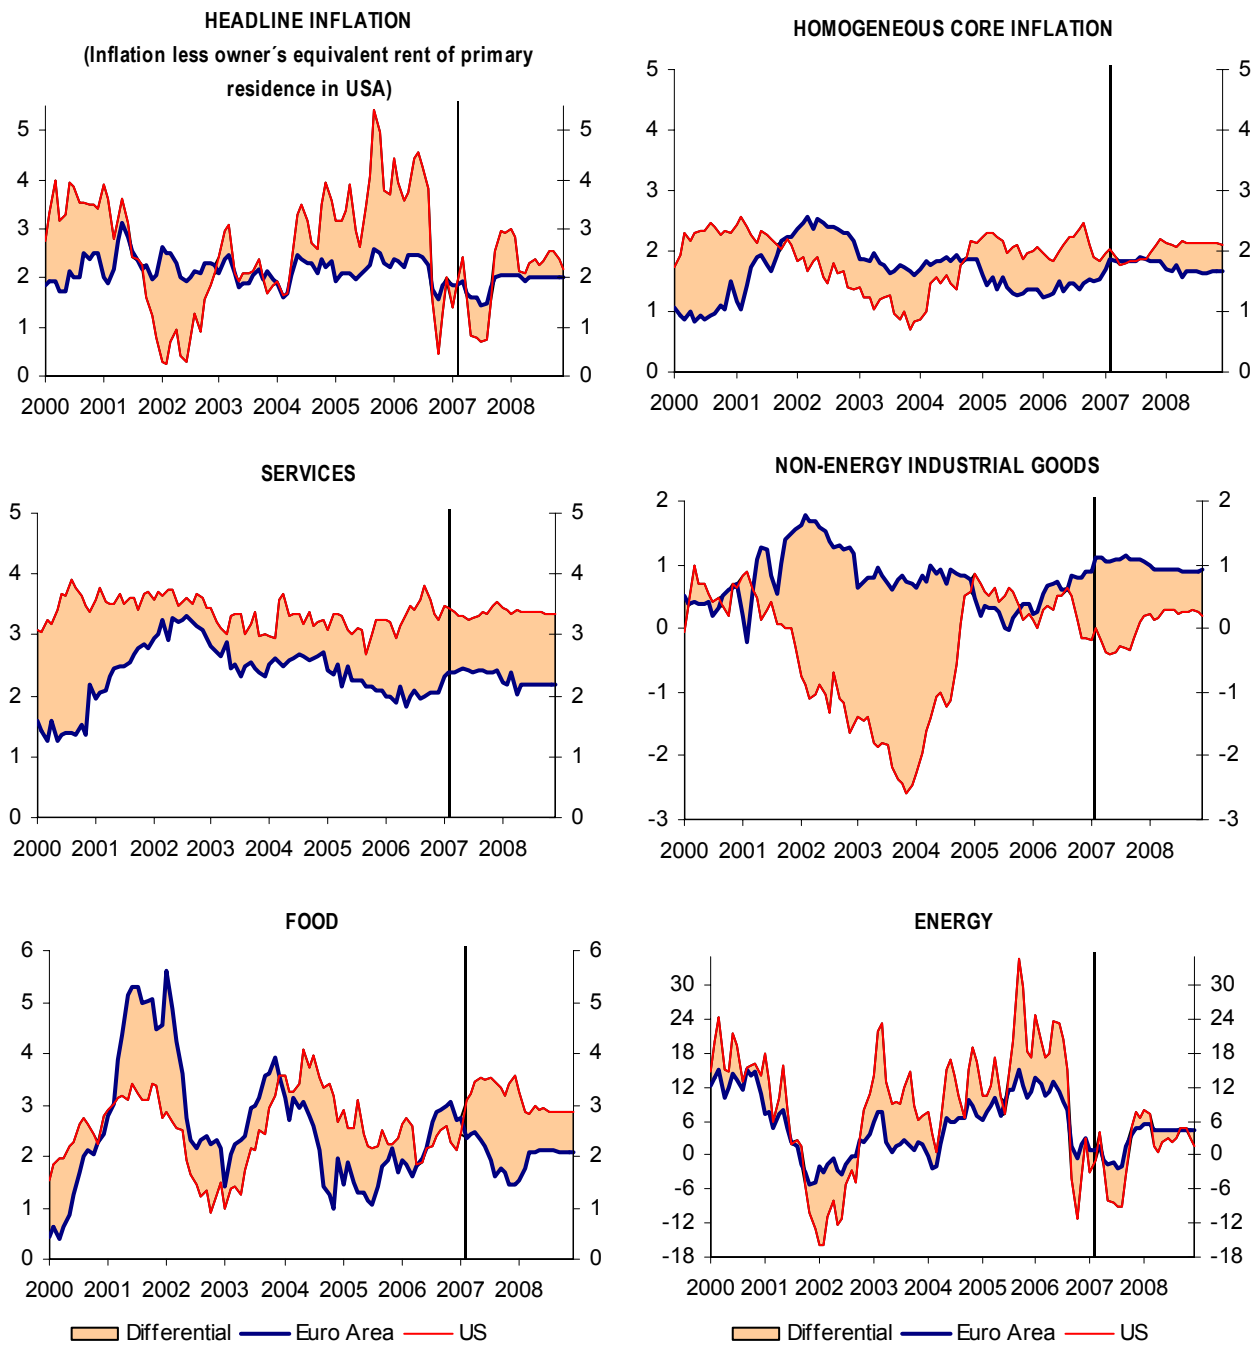 HEADLINE INFLATION
(Inflation less owner´s equivalent rent of primary
residence in USA)
5 5
4 4
3 3
2 2
1 1
0 0
2000 2001 2002 2003 2004 2005 2006 2007 2008
HOMOGENEOUS CORE INFLATION
5 5
4 4
3 3
2 2
1 1
0 0
2000 2001 2002 2003 2004 2005 2006 2007 2008
SERVICES
5 5
4 4
3 3
2 2
1 1
0 0
2000 2001 2002 2003 2004 2005 2006 2007 2008
NON-ENERGY INDUSTRIAL GOODS
2 2
1 1
0 0
-1 -1
-2 -2
-3 -3
2000 2001 2002 2003 2004 2005 2006 2007 2008
FOOD
6 6
5 5
4 4
3 3
2 2
1 1
0 0
2000 2001 2002 2003 2004 2005 2006 2007 2008
Differential Euro Area US
ENERGY
30 30
24 24
18 18
12 12
6 6
0 0
-6 -6
-12 -12
-18 -18
2000 2001 2002 2003 2004 2005 2006 2007 2008
Differential Euro Area US